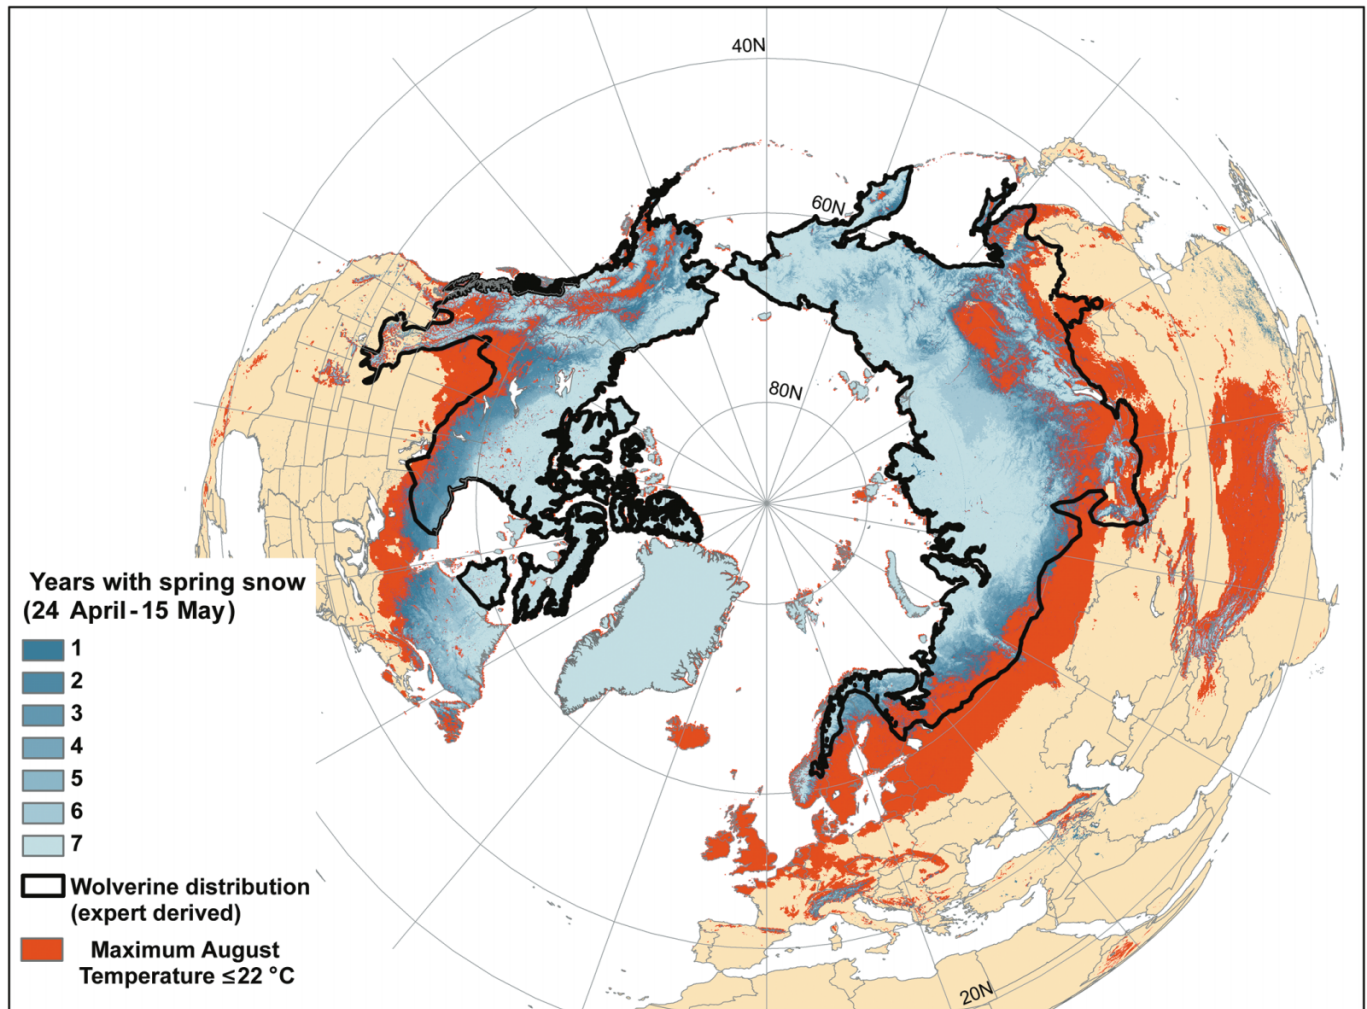 40N
60N
80N
20N
Years with spring snow
(24 April - 15 May)
1
2
3
4
5
6
7
Wolverine distribution
(expert derived)
Maximum August
Temperature ≤22 °C